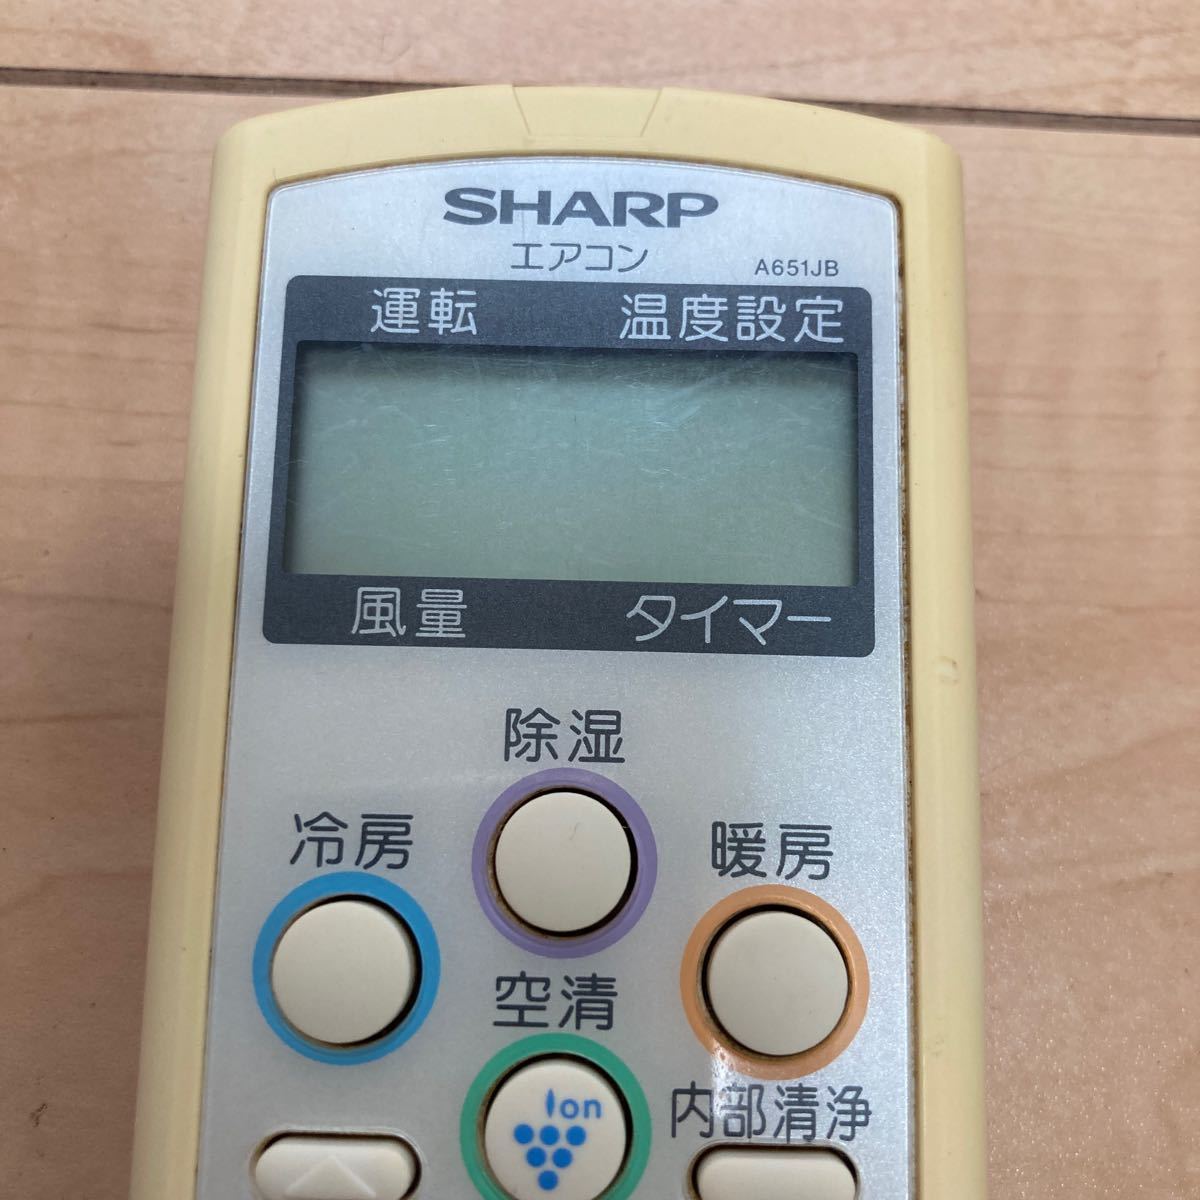 SHARP
エアコン
A651JB
運転 温度設定
風量 タイマー
除湿
冷房
暖房
空清
Ion
内部清浄